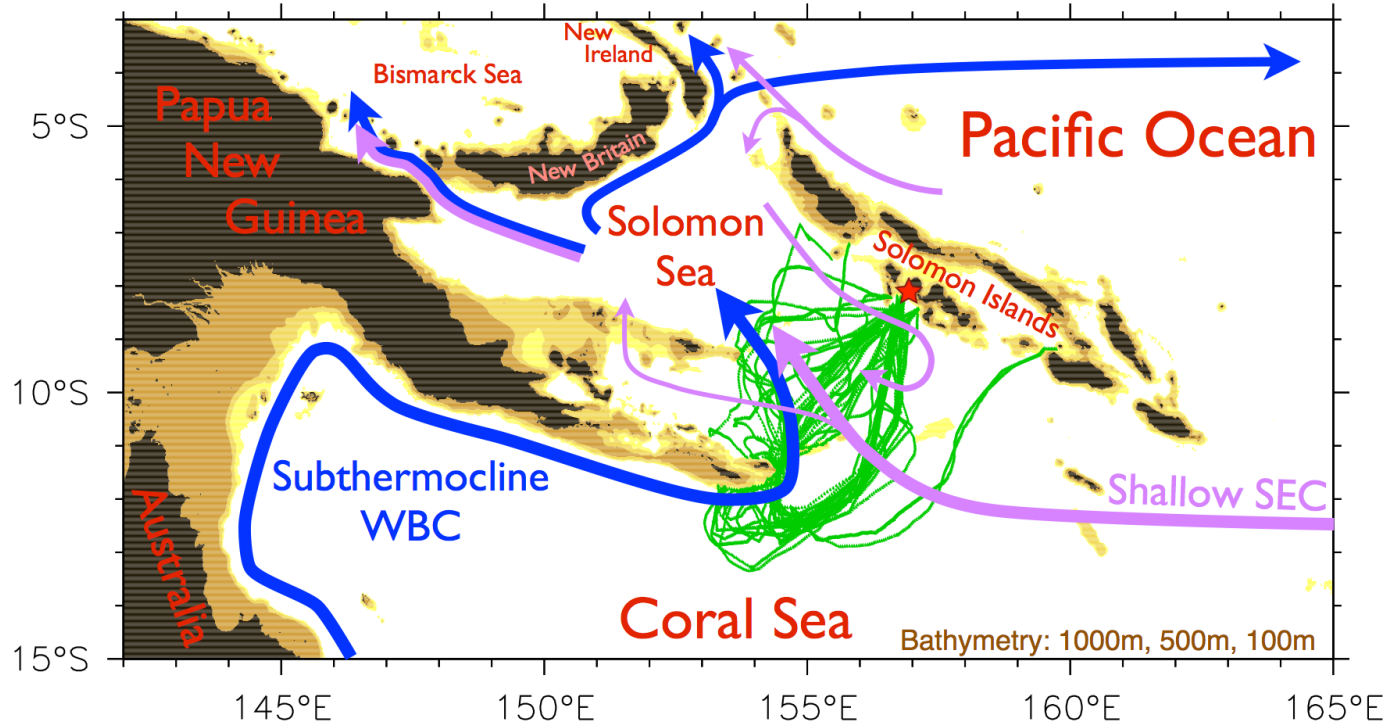 New
Ireland
Bismarck Sea
Papua
New
Guinea
5°S
Pacific Ocean
New Britain
Solomon
Sea
Solomon Islands
10°S
Subthermocline
WBC
Shallow SEC
Australia
Coral Sea
Bathymetry: 1000m, 500m, 100m
15°S
145°E
150°E
155°E
160°E
165°E